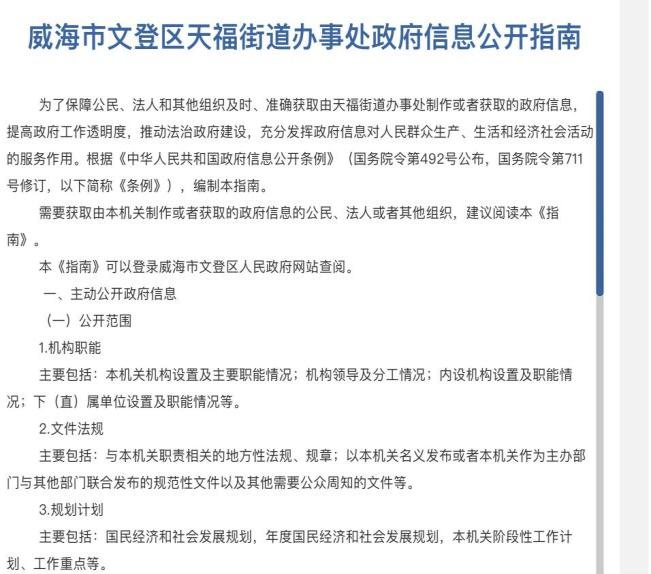 威海市文登区天福街道办事处政府信息公开指南
为了保障公民、法人和其他组织及时、准确获取由天福街道办事处制作或者获取的政府信息，
提高政府工作透明度，推动法治政府建设，充分发挥政府信息对人民群众生产、生活和经济社会活动
的服务作用。根据《中华人民共和国政府信息公开条例》（国务院令第492号公布，国务院令第711
号修订，以下简称《条例》），编制本指南。
需要获取由本机关制作或者获取的政府信息的公民、法人或者其他组织，建议阅读本《指
南》。
本《指南》可以登录威海市文登区人民政府网站查阅。
一、主动公开政府信息
（一）公开范围
1.机构职能
主要包括：本机关机构设置及主要职能情况；机构领导及分工情况；内设机构设置及职能情
况；下（直）属单位设置及职能情况等。
2.文件法规
主要包括：与本机关职责相关的地方性法规、规章；以本机关名义发布或者本机关作为主办部
门与其他部门联合发布的规范性文件以及其他需要公众周知的文件等。
3.规划计划
主要包括：国民经济和社会发展规划，年度国民经济和社会发展规划，本机关阶段性工作计
划、工作重点等。